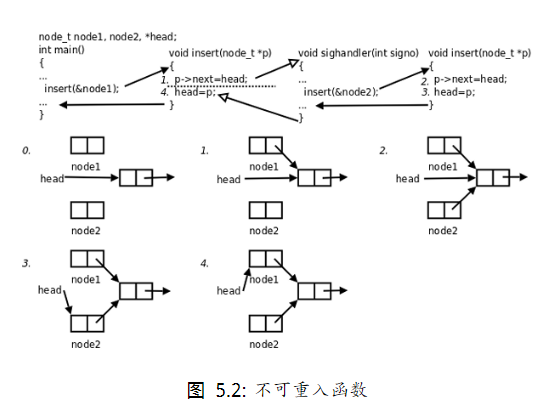 node_t node1, node2, *head;
int main()
{
...
insert(&node1);
...
}
void insert(node_t *p)
{
1. p->next=head;
4. head=p;
}
void sighandler(int signo)
{
...
insert(&node2);
...
}
void insert(node_t *p)
{
2. p->next=head;
3. head=p;
}
0.
node1
head
node2
1.
node1
head
node2
2.
node1
head
node2
3.
node1
head
node2
4.
node1
head
node2
图 5.2: 不可重入函数